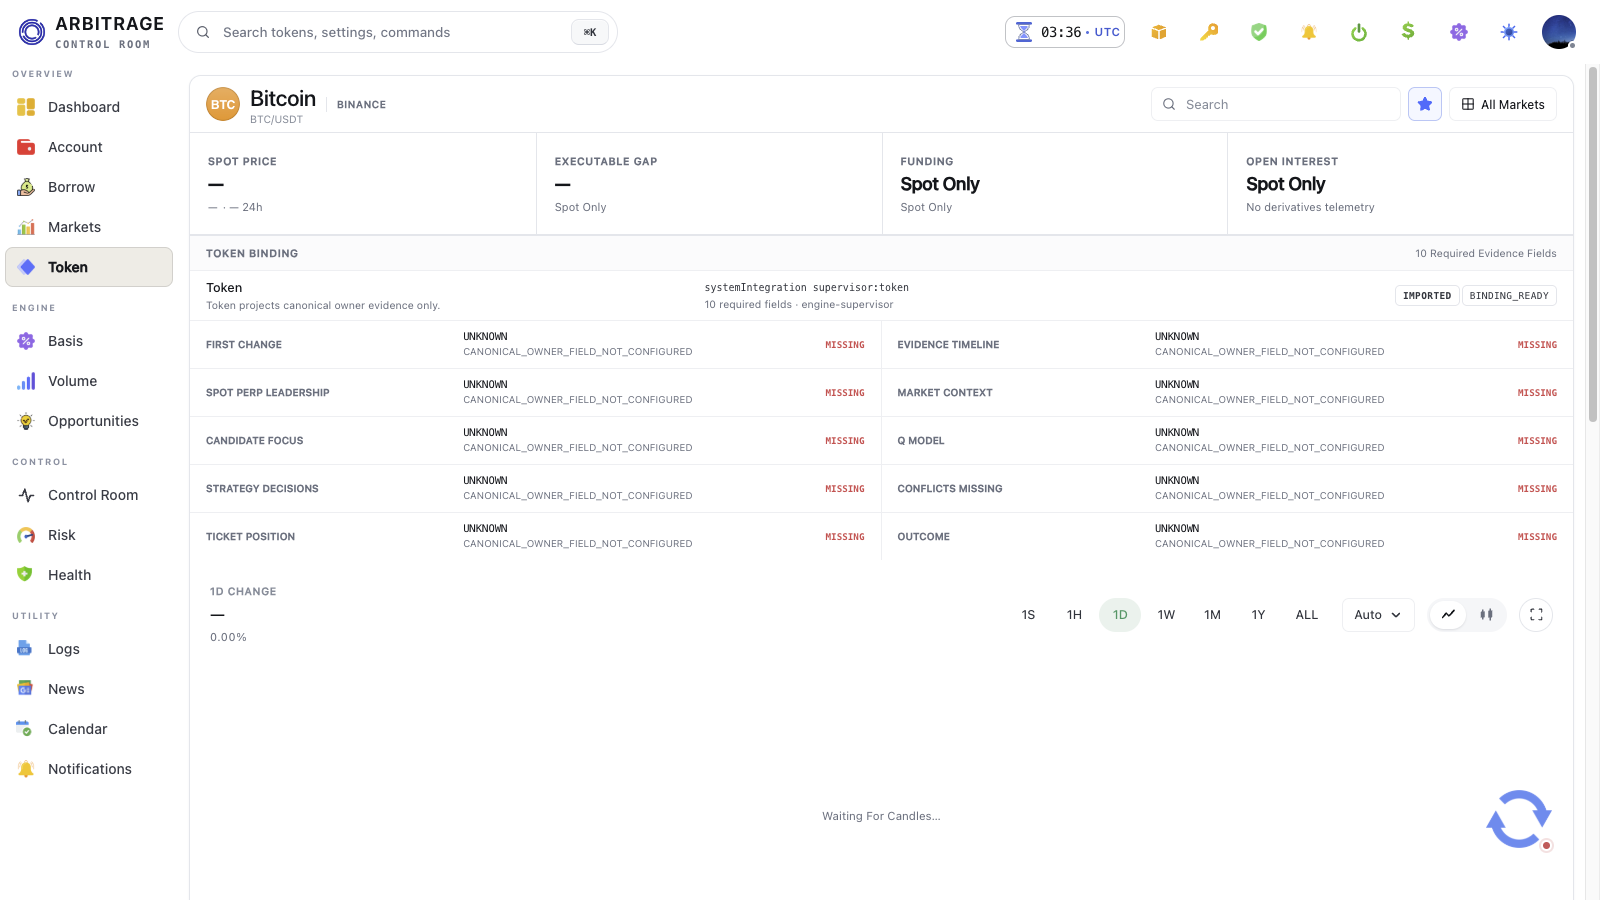 ARBITRAGE
CONTROL ROOM
Search tokens, settings, commands
⌘K
03:36 • UTC
OVERVIEW
Dashboard
Account
Borrow
Markets
Token
ENGINE
Basis
Volume
Opportunities
CONTROL
Control Room
Risk
Health
UTILITY
Logs
News
Calendar
Notifications
BTC
Bitcoin
BTC/USDT
BINANCE
Search
All Markets
SPOT PRICE
—
— · — 24h
EXECUTABLE GAP
—
Spot Only
FUNDING
Spot Only
Spot Only
OPEN INTEREST
Spot Only
No derivatives telemetry
TOKEN BINDING
10 Required Evidence Fields
Token
Token projects canonical owner evidence only.
systemIntegration supervisor:token
10 required fields · engine-supervisor
IMPORTED
BINDING_READY
FIRST CHANGE
UNKNOWN
CANONICAL_OWNER_FIELD_NOT_CONFIGURED
MISSING
EVIDENCE TIMELINE
UNKNOWN
CANONICAL_OWNER_FIELD_NOT_CONFIGURED
MISSING
SPOT PERP LEADERSHIP
UNKNOWN
CANONICAL_OWNER_FIELD_NOT_CONFIGURED
MISSING
MARKET CONTEXT
UNKNOWN
CANONICAL_OWNER_FIELD_NOT_CONFIGURED
MISSING
CANDIDATE FOCUS
UNKNOWN
CANONICAL_OWNER_FIELD_NOT_CONFIGURED
MISSING
Q MODEL
UNKNOWN
CANONICAL_OWNER_FIELD_NOT_CONFIGURED
MISSING
STRATEGY DECISIONS
UNKNOWN
CANONICAL_OWNER_FIELD_NOT_CONFIGURED
MISSING
CONFLICTS MISSING
UNKNOWN
CANONICAL_OWNER_FIELD_NOT_CONFIGURED
MISSING
TICKET POSITION
UNKNOWN
CANONICAL_OWNER_FIELD_NOT_CONFIGURED
MISSING
OUTCOME
UNKNOWN
CANONICAL_OWNER_FIELD_NOT_CONFIGURED
MISSING
1D CHANGE
—
0.00%
1S 1H 1D 1W 1M 1Y ALL
Auto
Waiting For Candles...